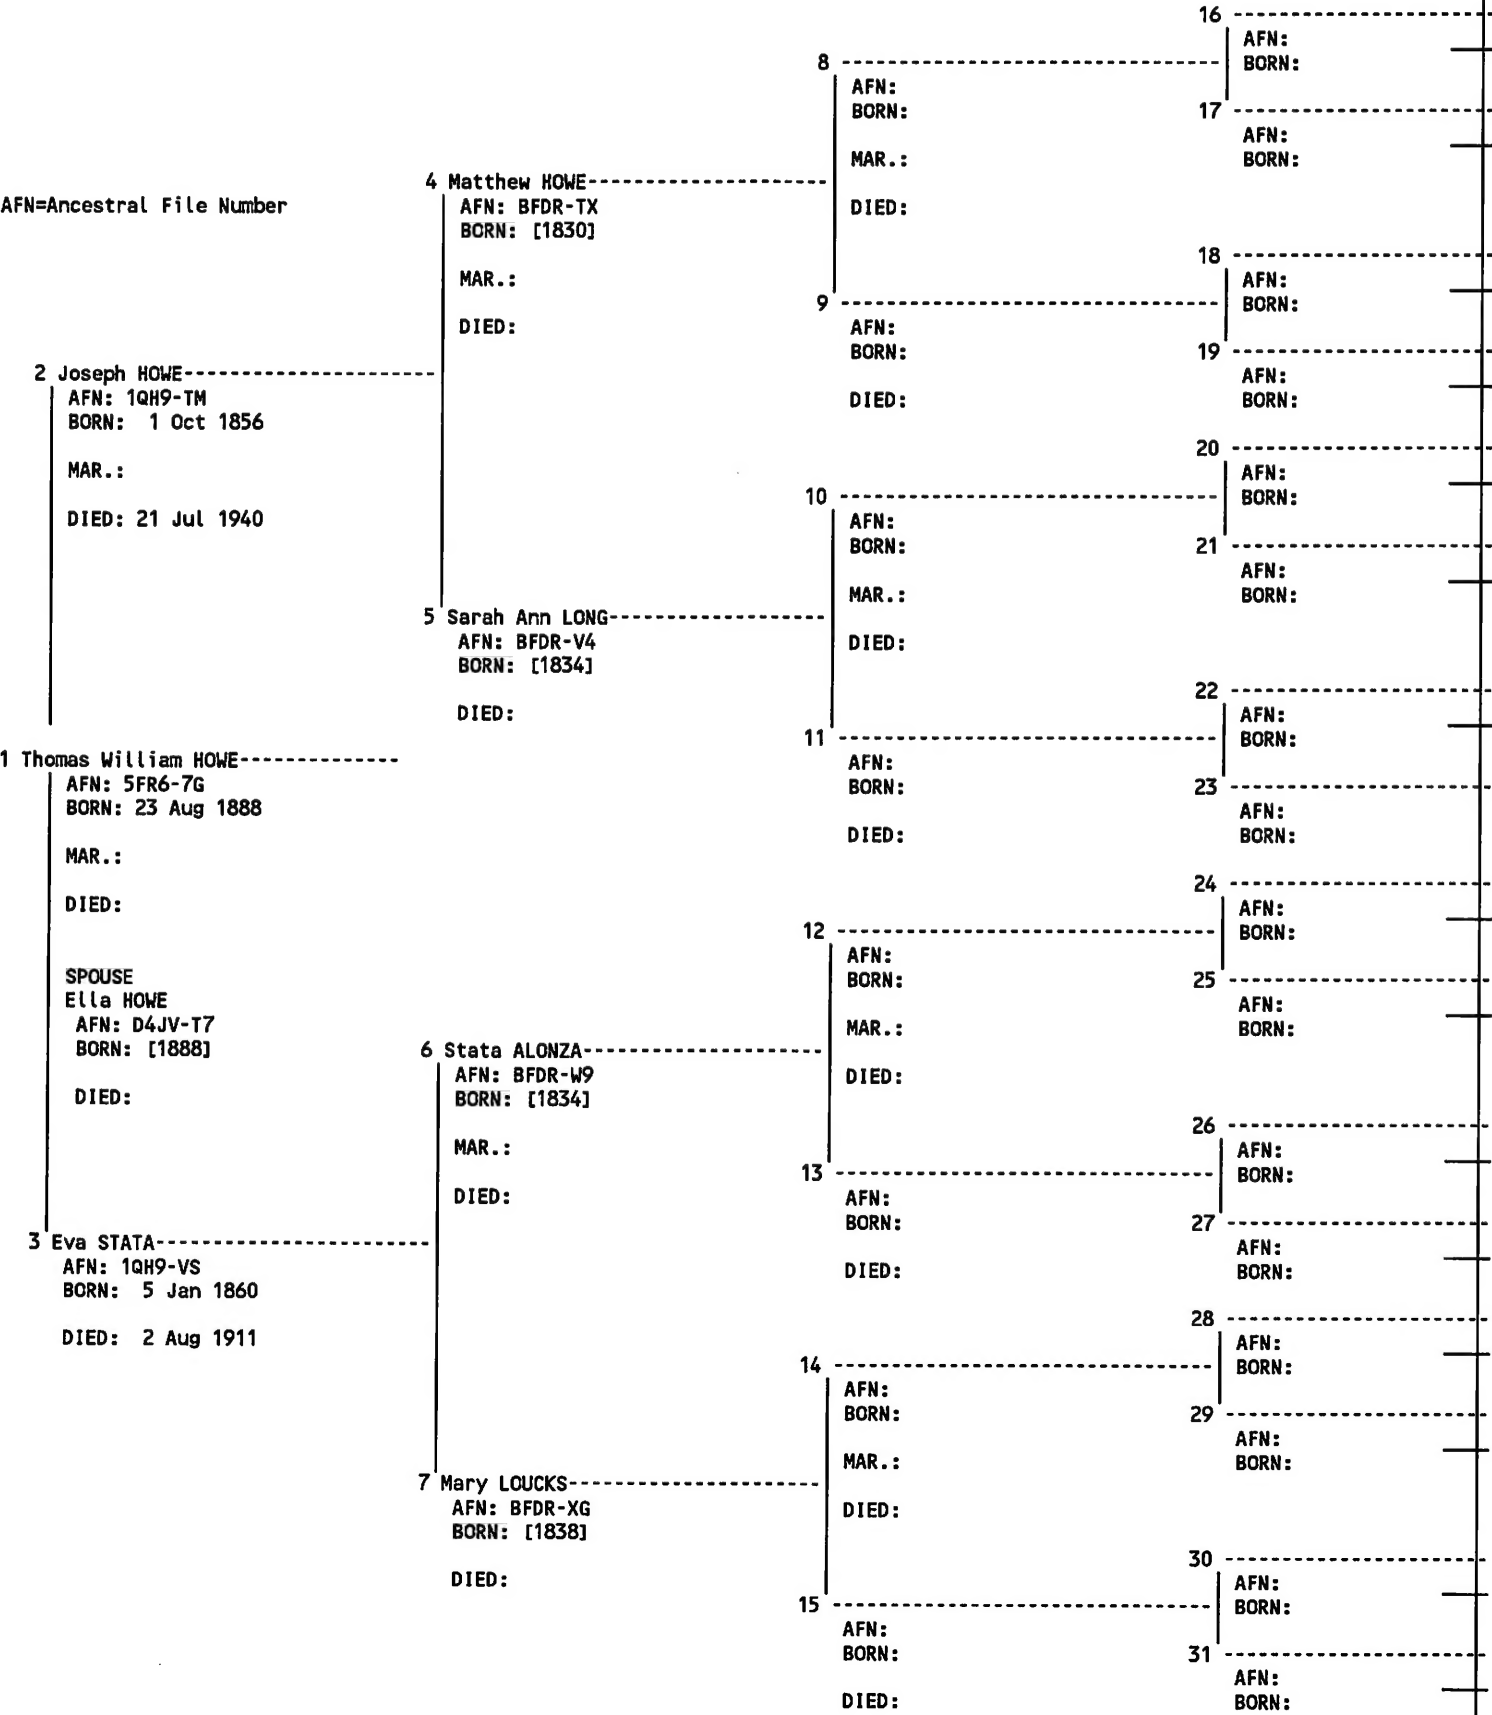 AFN=Ancestral File Number
1 Thomas William HOWE
AFN: 5FR6-7G
BORN: 23 Aug 1888
MAR.:
DIED:
SPOUSE
Ella HOWE
AFN: D4JV-T7
BORN: [1888]
DIED:
2 Joseph HOWE
AFN: 1QH9-TM
BORN: 1 Oct 1856
MAR.:
DIED: 21 Jul 1940
3 Eva STATA
AFN: 1QH9-VS
BORN: 5 Jan 1860
DIED: 2 Aug 1911
4 Matthew HOWE
AFN: BFDR-TX
BORN: [1830]
MAR.:
DIED:
5 Sarah Ann LONG
AFN: BFDR-V4
BORN: [1834]
DIED:
6 Stata ALONZA
AFN: BFDR-W9
BORN: [1834]
MAR.:
DIED:
7 Mary LOUCKS
AFN: BFDR-XG
BORN: [1838]
DIED:
8
AFN:
BORN:
MAR.:
DIED:
9
AFN:
BORN:
DIED:
10
AFN:
BORN:
MAR.:
DIED:
11
AFN:
BORN:
DIED:
12
AFN:
BORN:
MAR.:
DIED:
13
AFN:
BORN:
DIED:
14
AFN:
BORN:
MAR.:
DIED:
15
AFN:
BORN:
DIED:
16
AFN:
BORN:
17
AFN:
BORN:
18
AFN:
BORN:
19
AFN:
BORN:
20
AFN:
BORN:
21
AFN:
BORN:
22
AFN:
BORN:
23
AFN:
BORN:
24
AFN:
BORN:
25
AFN:
BORN:
26
AFN:
BORN:
27
AFN:
BORN:
28
AFN:
BORN:
29
AFN:
BORN:
30
AFN:
BORN:
31
AFN:
BORN: